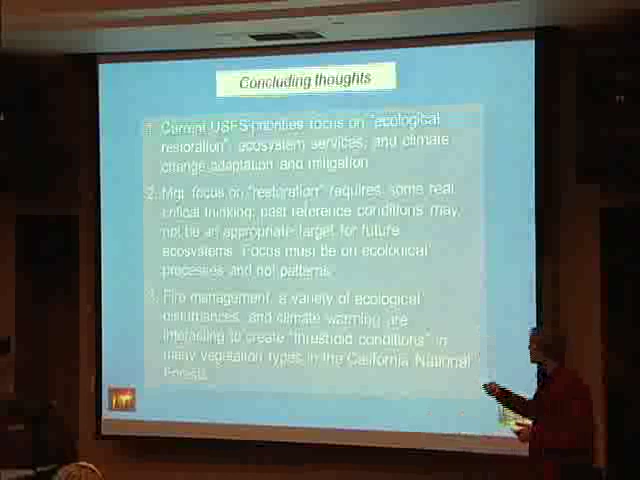 Concluding thoughts
1. Current USFS priorities focus on "ecological
restoration", ecosystem services, and climate
change adaptation and mitigation.
2. Mgt focus on "restoration" requires some real
critical thinking; past reference conditions may
not be an appropriate target for future
ecosystems. Focus must be on ecological
processes and not patterns.
3. Fire management, a variety of ecological
disturbances, and climate warming are
interacting to create "threshold conditions" in
many vegetation types in the California National
Forests